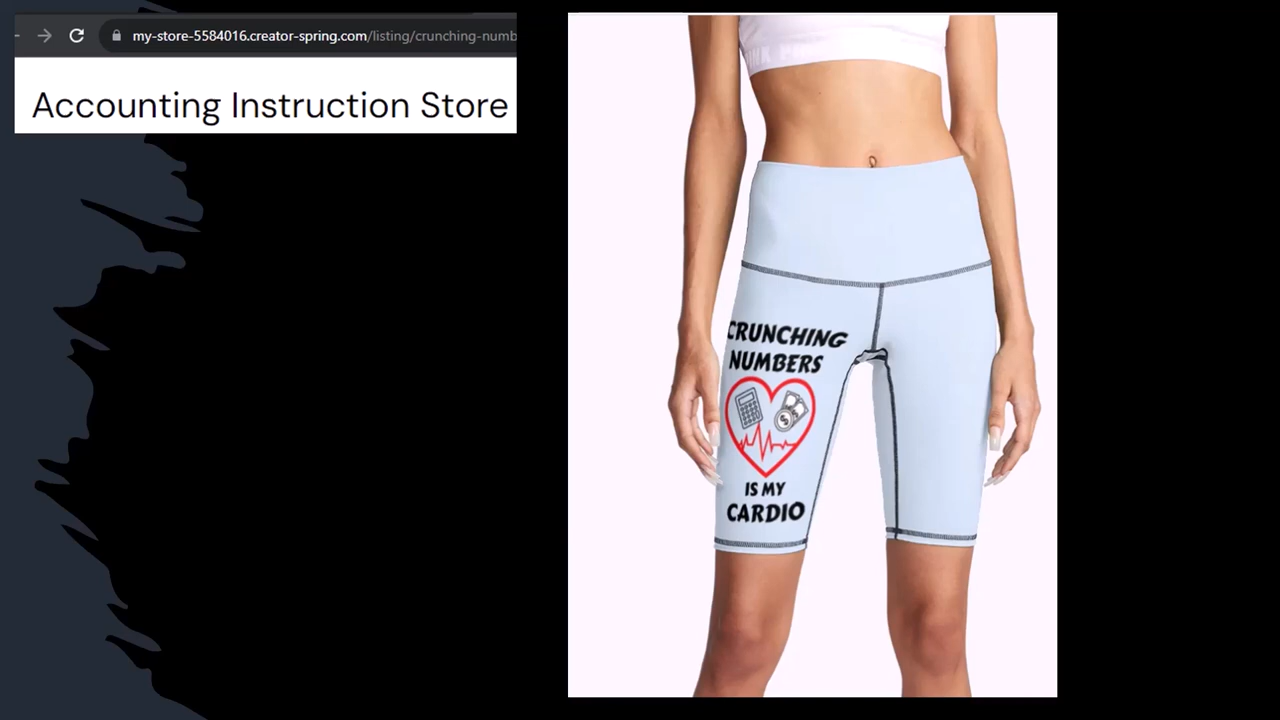 my-store-5584016.creator-spring.com/listing/crunching-numb
Accounting Instruction Store
CRUNCHING
NUMBERS
IS MY
CARDIO